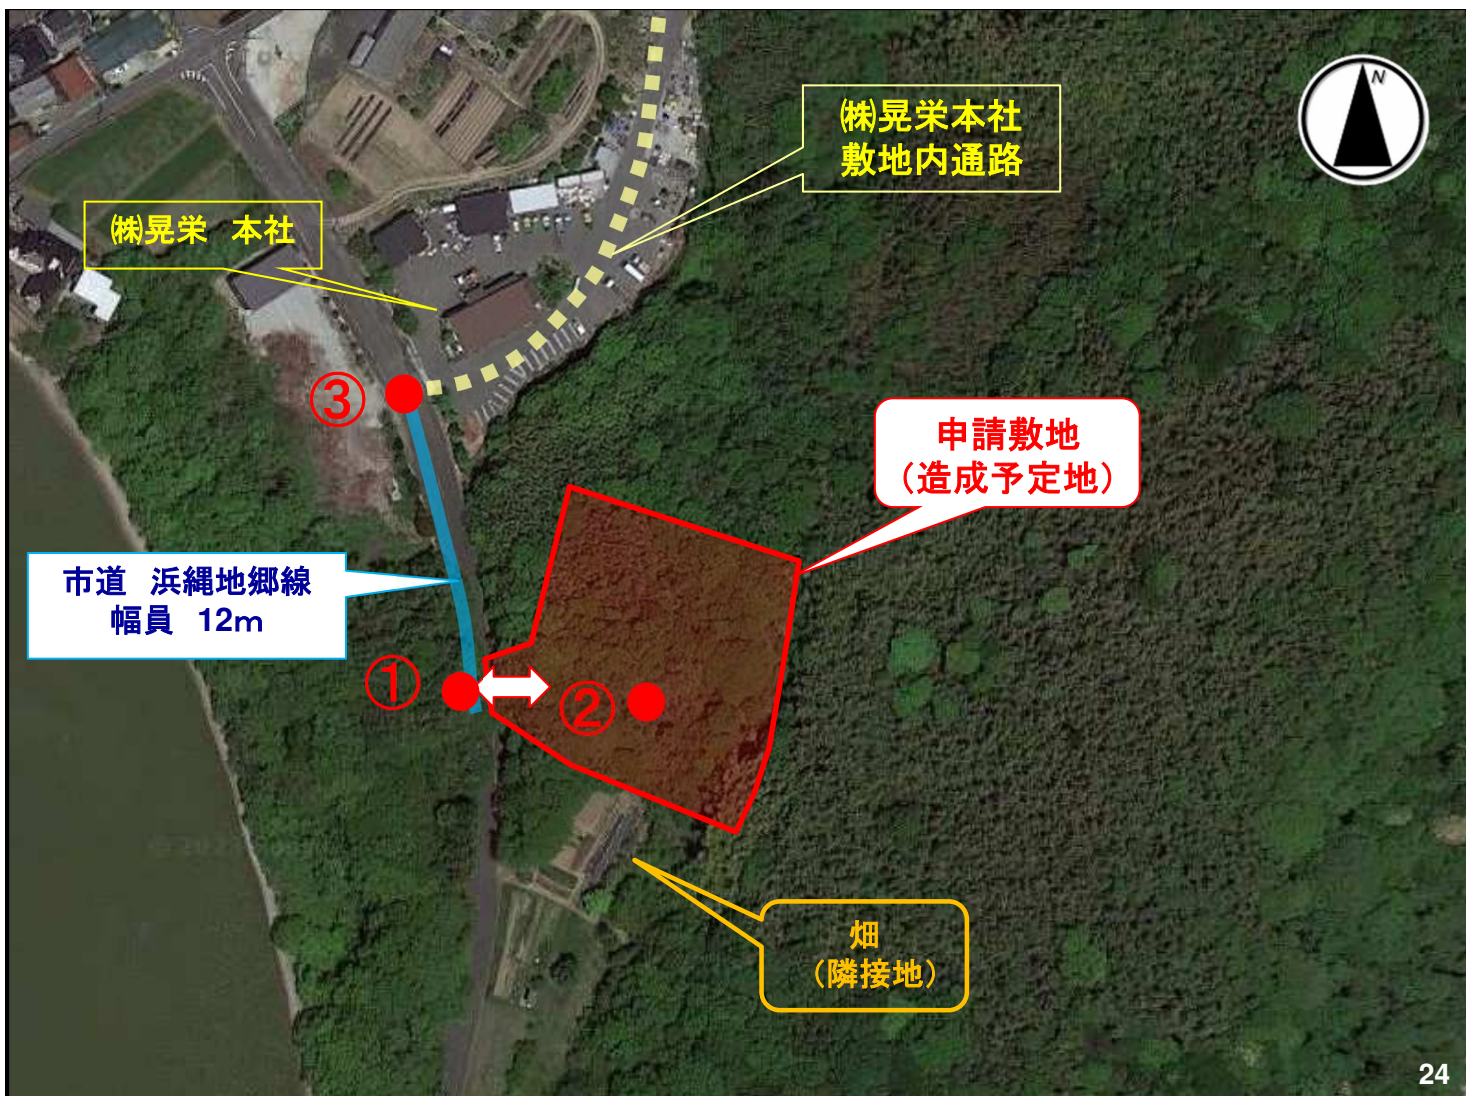 N
㈱晃栄本社
敷地内通路
㈱晃栄 本社
③
申請敷地
（造成予定地）
市道 浜縄地郷線
幅員 12m
①
②
畑
（隣接地）
24